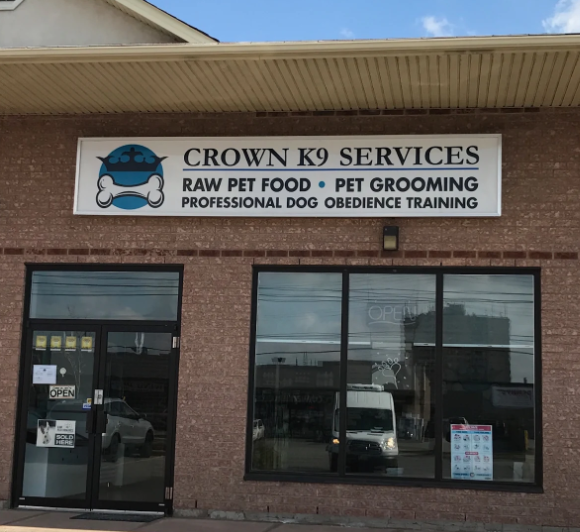 CROWN K9 SERVICES
RAW PET FOOD • PET GROOMING
PROFESSIONAL DOG OBEDIENCE TRAINING
OPEN
OPEN
SOLD
HERE